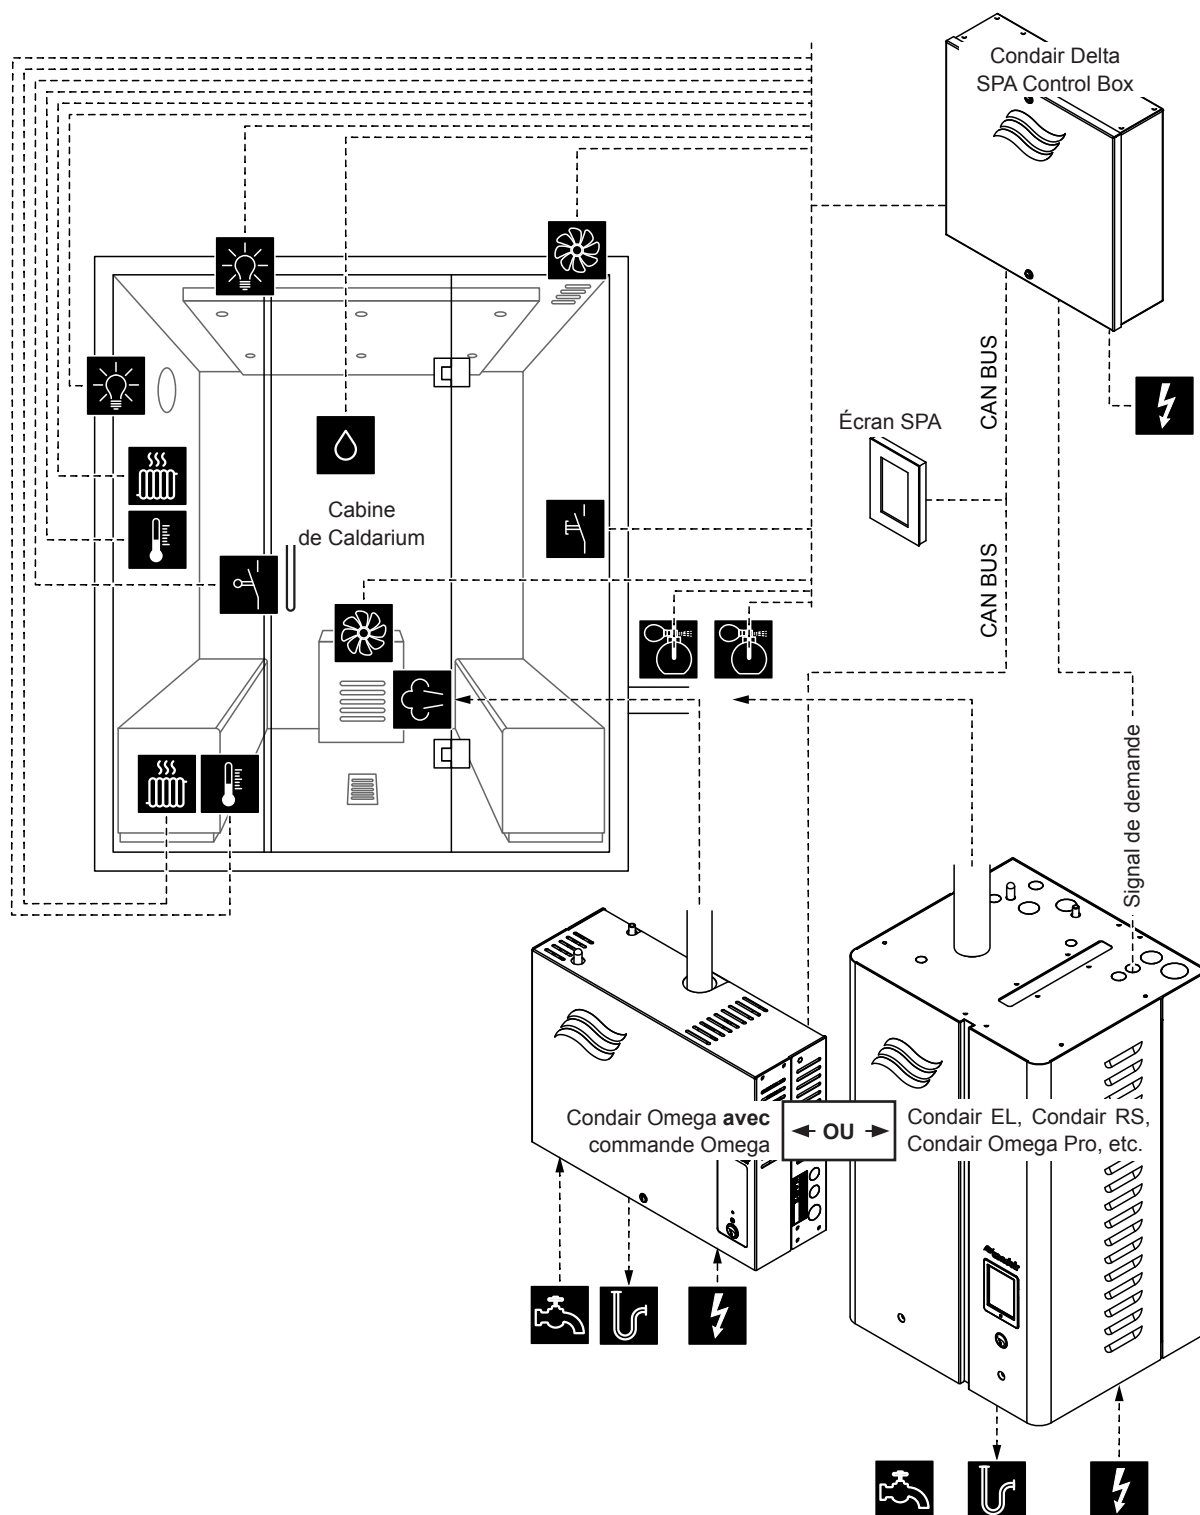 Condair Delta
SPA Control Box
CAN BUS
Écran SPA
Cabine
de Caldarium
CAN BUS
Signal de demande
Condair Omega avec
commande Omega
OU
Condair EL, Condair RS,
Condair Omega Pro, etc.